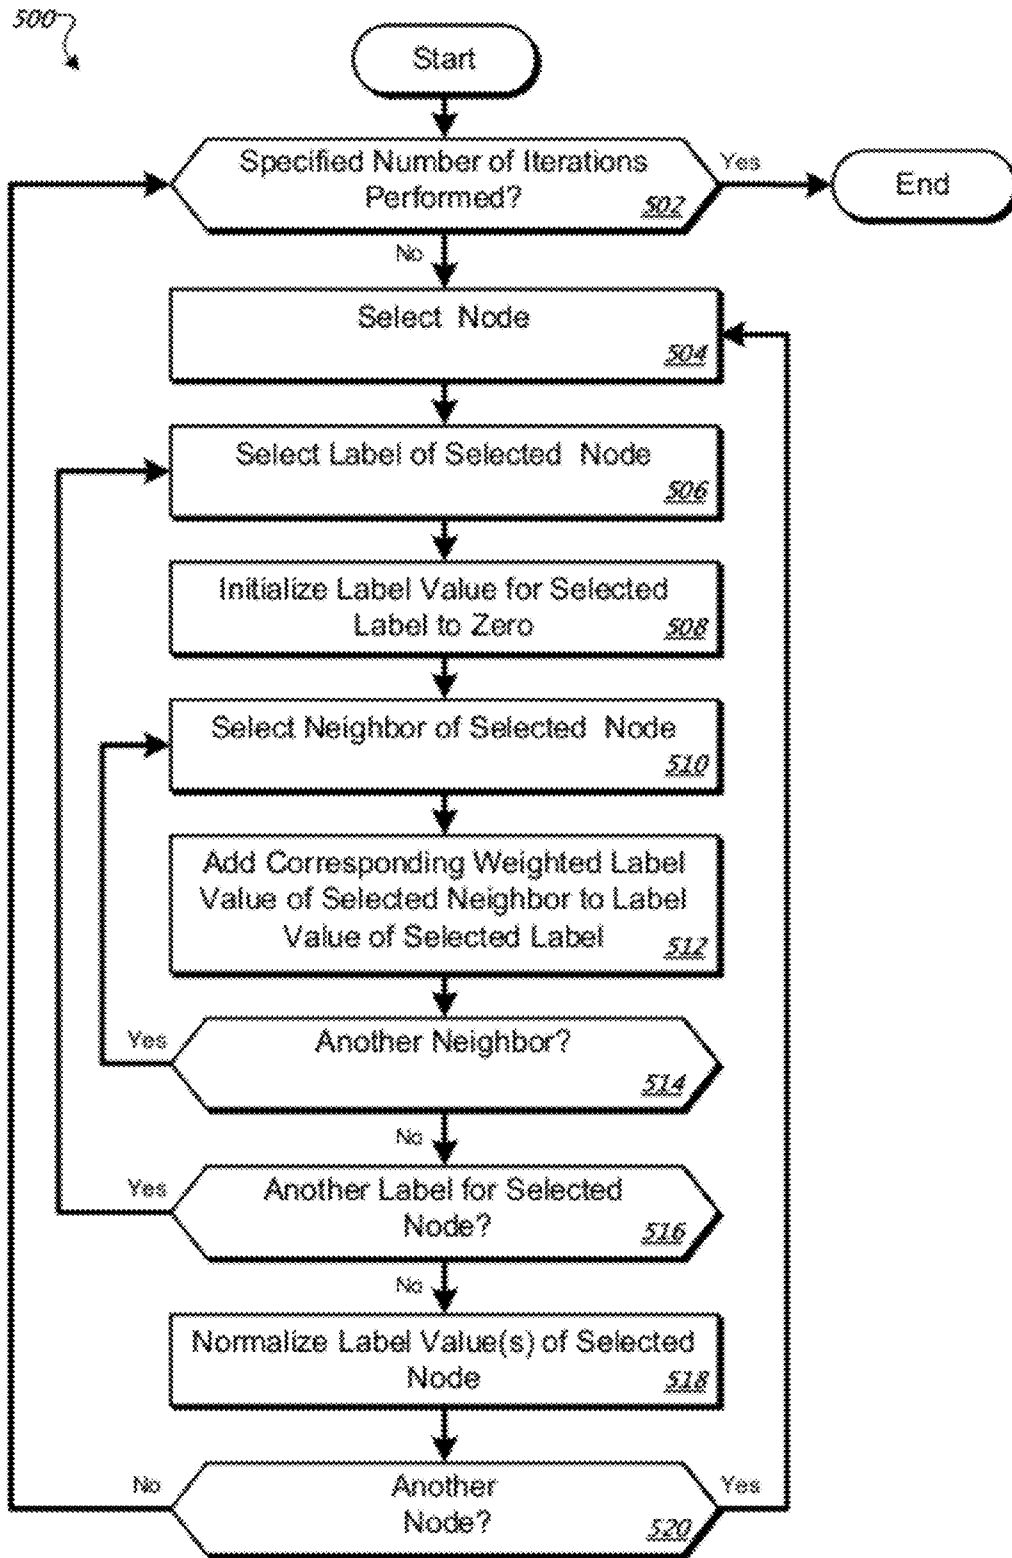 500
Start
Specified Number of Iterations
Performed?
502
Yes
End
No
Select Node
504
Select Label of Selected Node
506
Initialize Label Value for Selected
Label to Zero
508
Select Neighbor of Selected Node
510
Add Corresponding Weighted Label
Value of Selected Neighbor to Label
Value of Selected Label
512
Yes
Another Neighbor?
514
No
Yes
Another Label for Selected
Node?
516
No
Normalize Label Value(s) of Selected
Node
518
No
Another
Node?
520
Yes